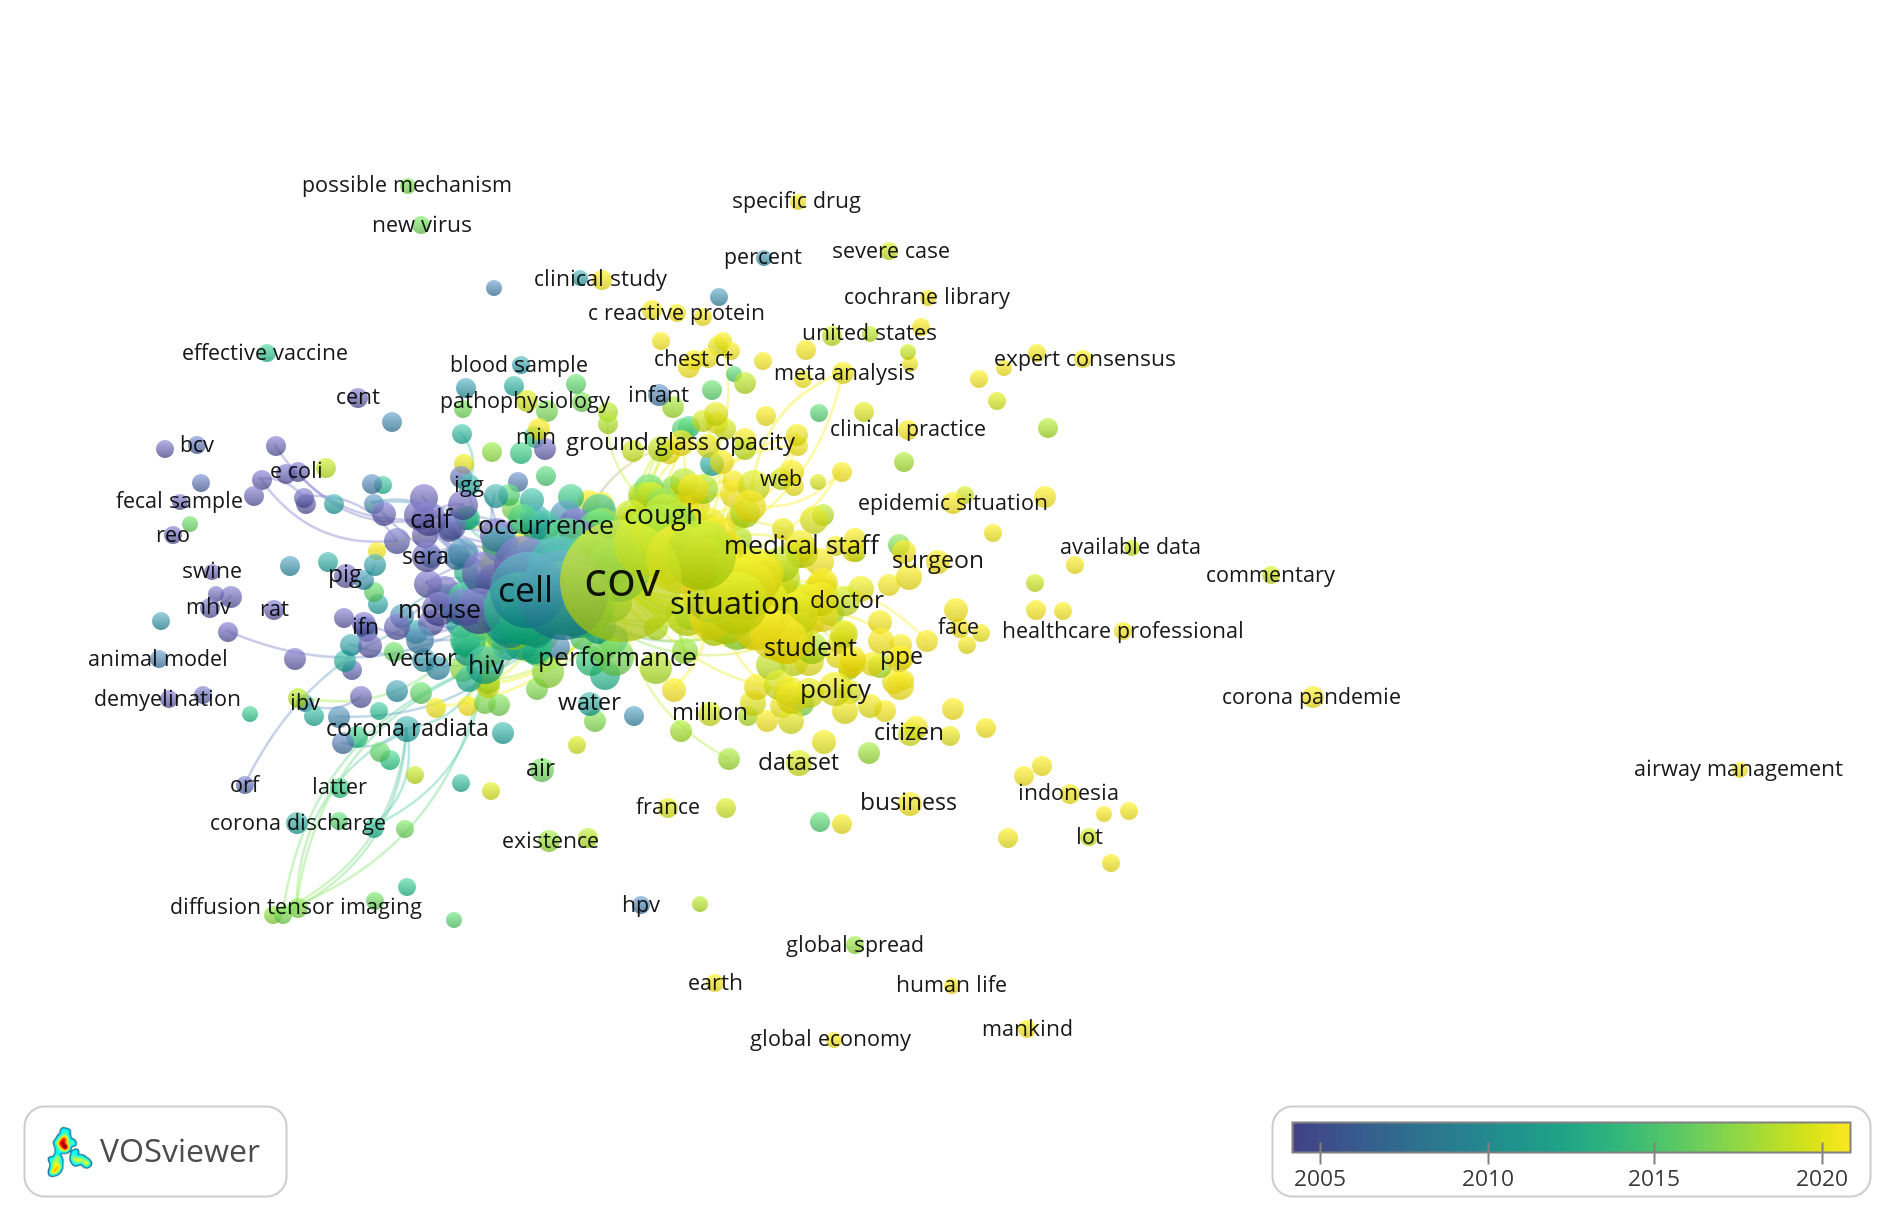 possible mechanism
specific drug
new virus
percent
severe case
clinical study
cochrane library
c reactive protein
united states
effective vaccine
blood sample
chest ct
meta analysis
expert consensus
cent
pathophysiology
infant
min
ground glass opacity
clinical practice
bcv
e coli
igg
web
fecal sample
calf
occurrence
cough
epidemic situation
reo
sera
medical staff
surgeon
available data
swine
pig
cell
cov
situation
doctor
commentary
mhv
rat
mouse
ifn
face
healthcare professional
animal model
vector
hiv
performance
student
ppe
demyelination
ibv
water
million
policy
corona pandemie
corona radiata
citizen
orf
latter
air
dataset
airway management
corona discharge
france
business
indonesia
existence
lot
diffusion tensor imaging
hpv
global spread
earth
human life
global economy
mankind
VOSviewer
2005
2010
2015
2020